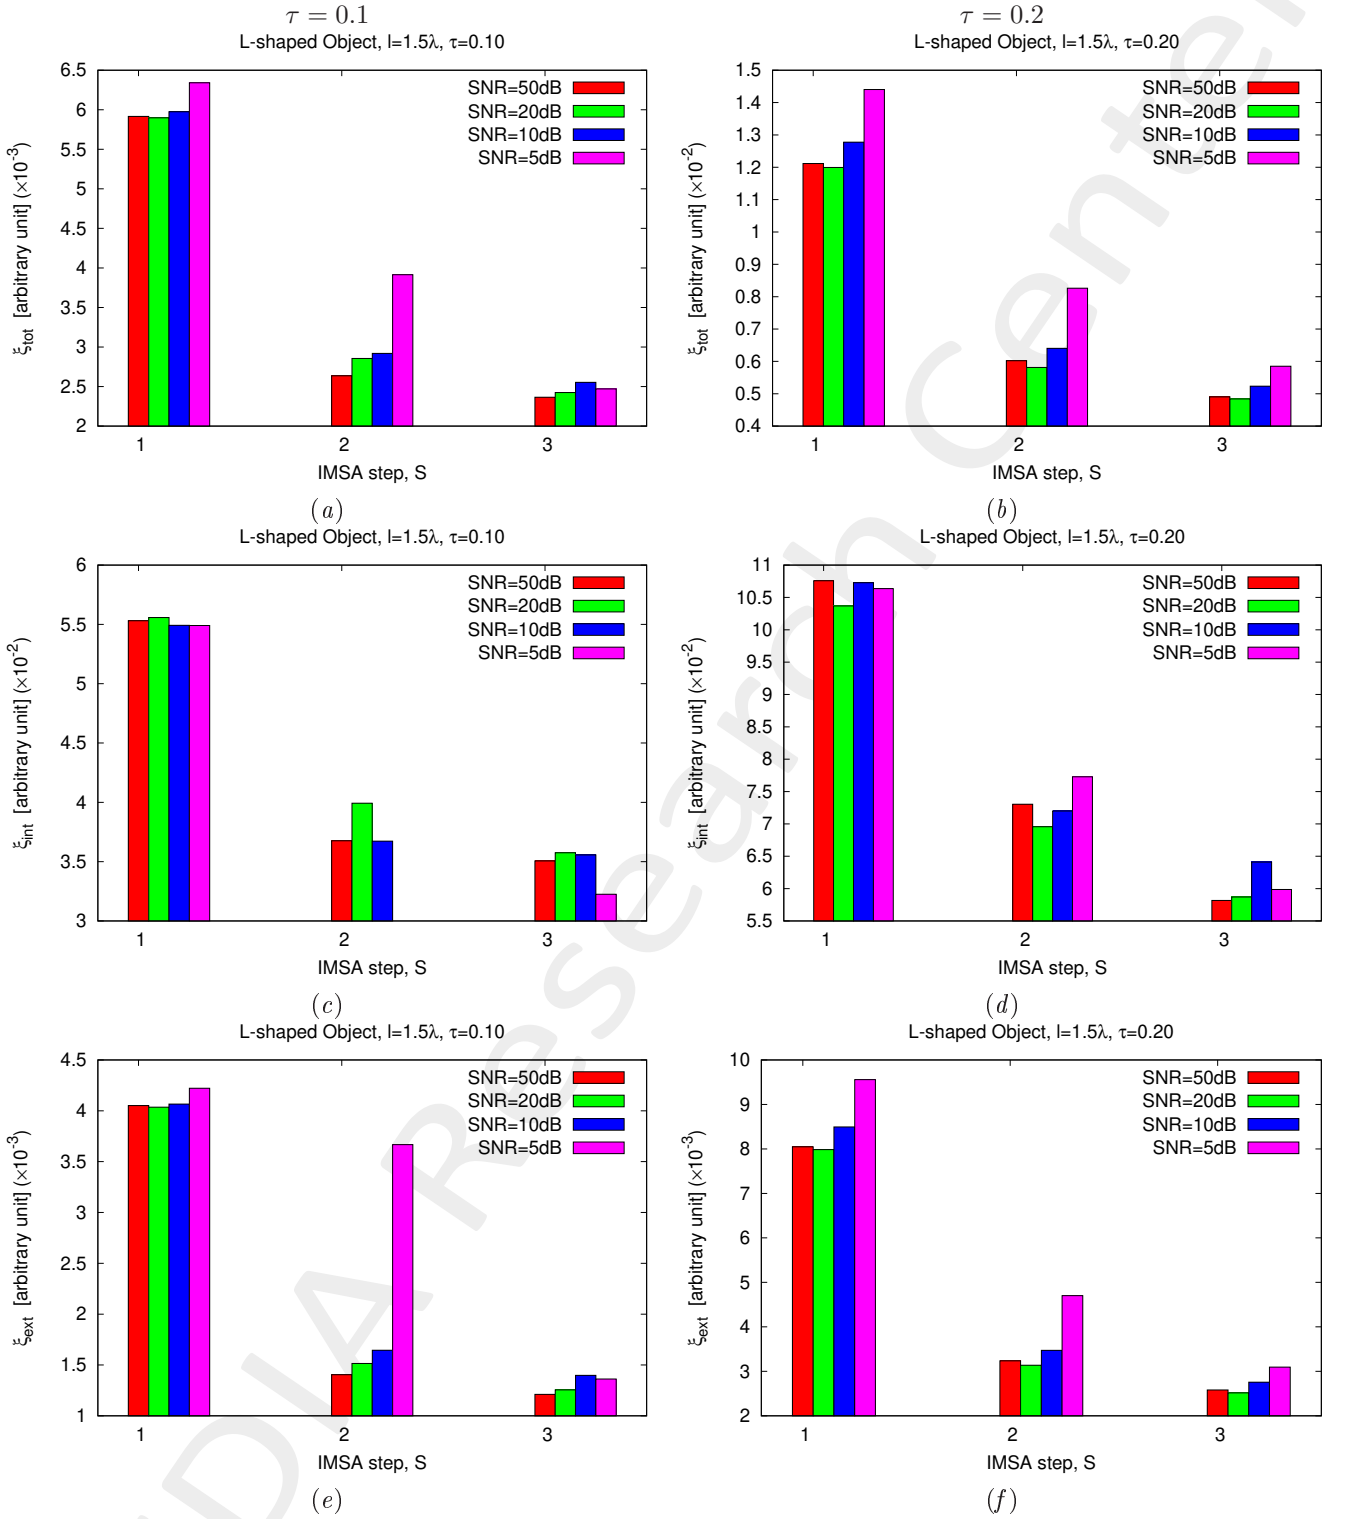 τ = 0.1
τ = 0.2
L-shaped Object, l=1.5λ, τ=0.10
ξtot [arbitrary unit] (×10-3)
6.5
6
5.5
5
4.5
4
3.5
3
2.5
2
SNR=50dB
SNR=20dB
SNR=10dB
SNR=5dB
1 2 3
IMSA step, S
(a)
L-shaped Object, l=1.5λ, τ=0.20
ξtot [arbitrary unit] (×10-2)
1.5
1.4
1.3
1.2
1.1
1
0.9
0.8
0.7
0.6
0.5
0.4
SNR=50dB
SNR=20dB
SNR=10dB
SNR=5dB
1 2 3
IMSA step, S
(b)
L-shaped Object, l=1.5λ, τ=0.10
ξint [arbitrary unit] (×10-2)
6
5.5
5
4.5
4
3.5
3
SNR=50dB
SNR=20dB
SNR=10dB
SNR=5dB
1 2 3
IMSA step, S
(c)
L-shaped Object, l=1.5λ, τ=0.20
ξint [arbitrary unit] (×10-2)
11
10.5
10
9.5
9
8.5
8
7.5
7
6.5
6
5.5
SNR=50dB
SNR=20dB
SNR=10dB
SNR=5dB
1 2 3
IMSA step, S
(d)
L-shaped Object, l=1.5λ, τ=0.10
ξext [arbitrary unit] (×10-3)
4.5
4
3.5
3
2.5
2
1.5
1
SNR=50dB
SNR=20dB
SNR=10dB
SNR=5dB
1 2 3
IMSA step, S
(e)
L-shaped Object, l=1.5λ, τ=0.20
ξext [arbitrary unit] (×10-3)
10
9
8
7
6
5
4
3
2
SNR=50dB
SNR=20dB
SNR=10dB
SNR=5dB
1 2 3
IMSA step, S
(f)
DIA Research Center